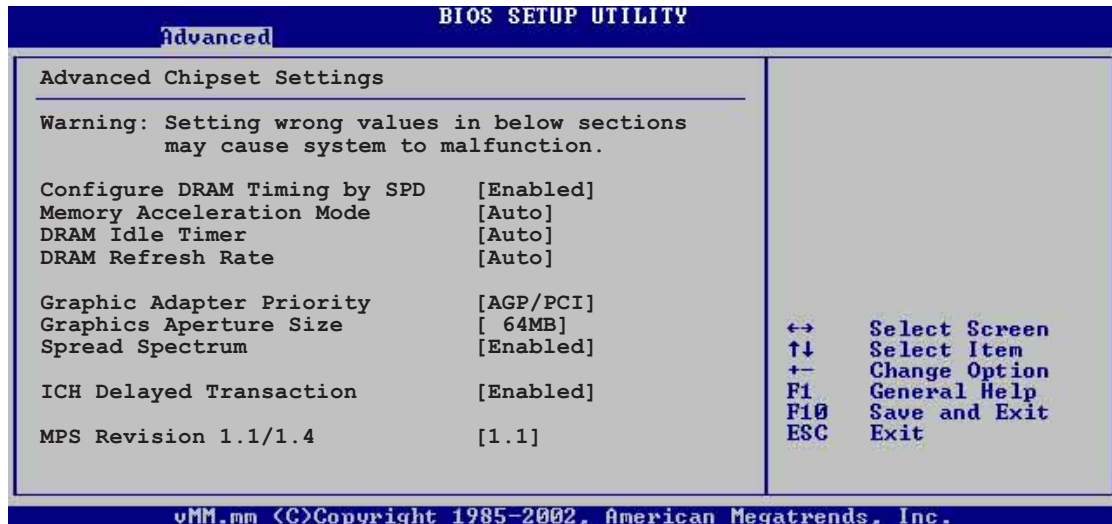 BIOS SETUP UTILITY
Advanced
Advanced Chipset Settings
Warning: Setting wrong values in below sections
may cause system to malfunction.
Configure DRAM Timing by SPD [Enabled]
Memory Acceleration Mode [Auto]
DRAM Idle Timer [Auto]
DRAM Refresh Rate [Auto]
Graphic Adapter Priority [AGP/PCI]
Graphics Aperture Size [ 64MB]
Spread Spectrum [Enabled]
ICH Delayed Transaction [Enabled]
MPS Revision 1.1/1.4 [1.1]
←→ Select Screen
↑↓ Select Item
+- Change Option
F1 General Help
F10 Save and Exit
ESC Exit
vMM.mm (C)Copyright 1985-2002, American Megatrends, Inc.